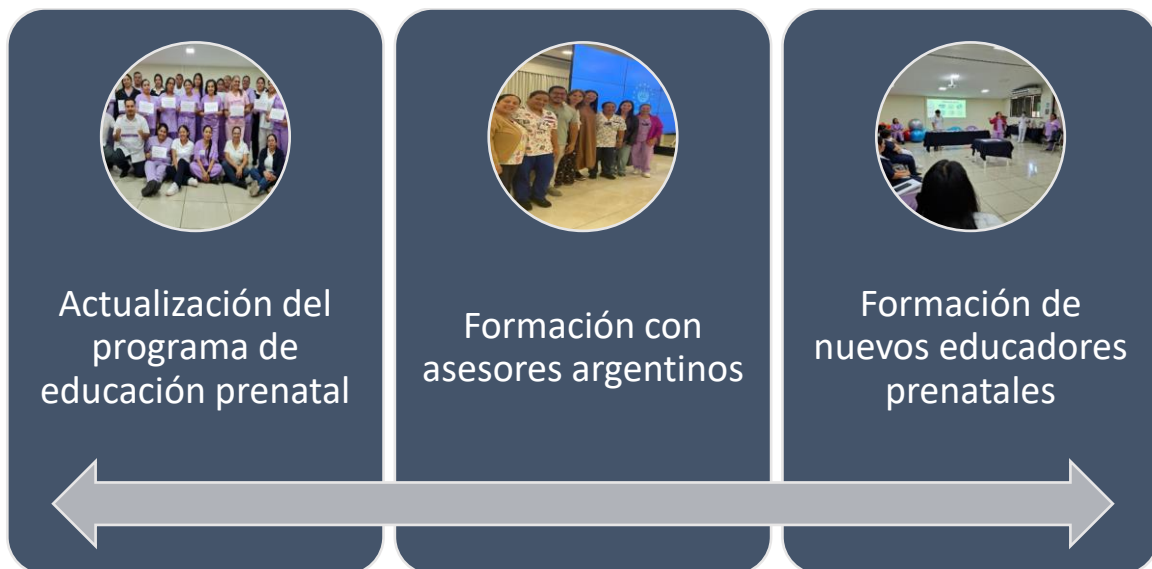 Actualización del
programa de
educación prenatal
Formación con
asesores argentinos
Formación de
nuevos educadores
prenatales